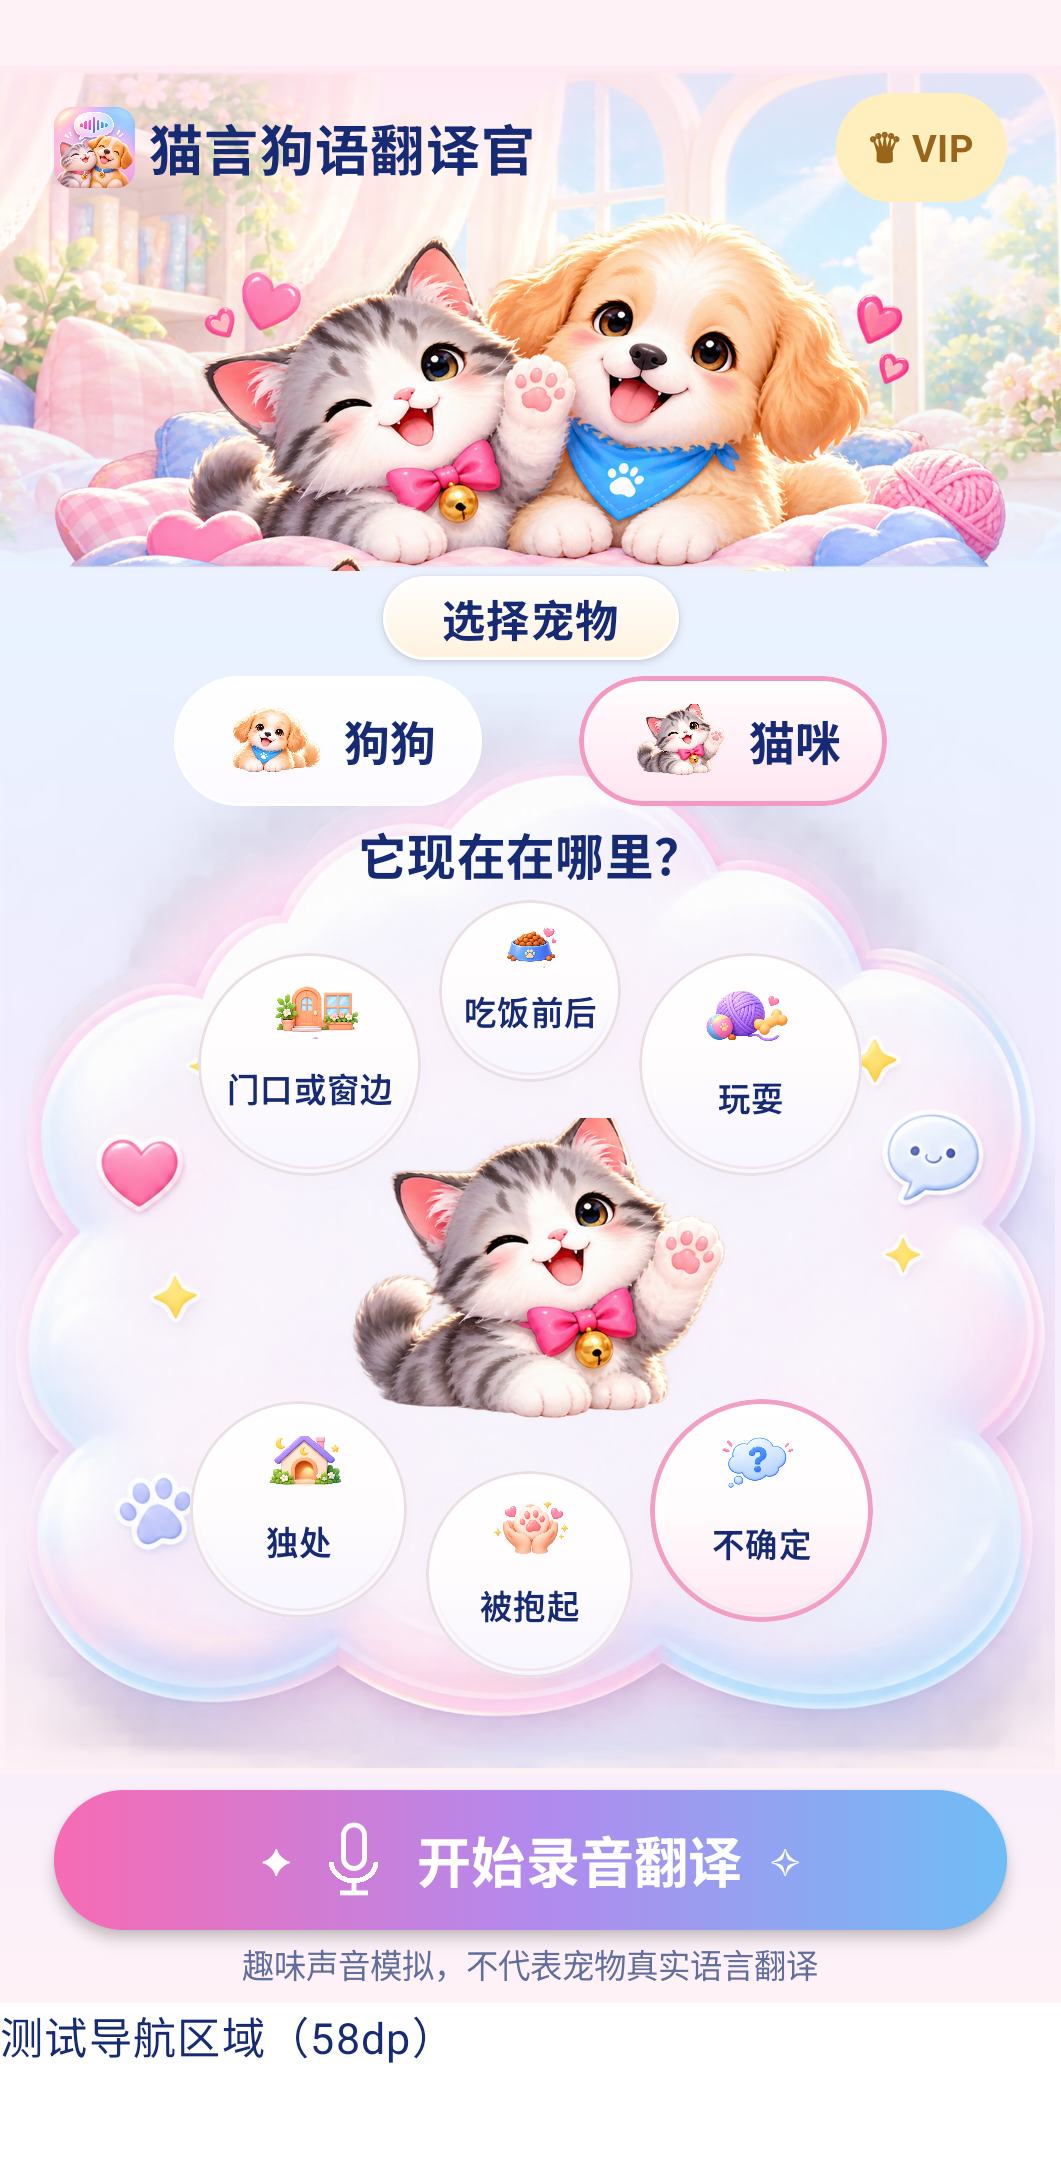 猫言狗语翻译官
VIP
选择宠物
狗狗
猫咪
它现在在哪里?
吃饭前后
门口或窗边
玩耍
独处
被抱起
不确定
开始录音翻译
趣味声音模拟，不代表宠物真实语言翻译
测试导航区域（58dp）